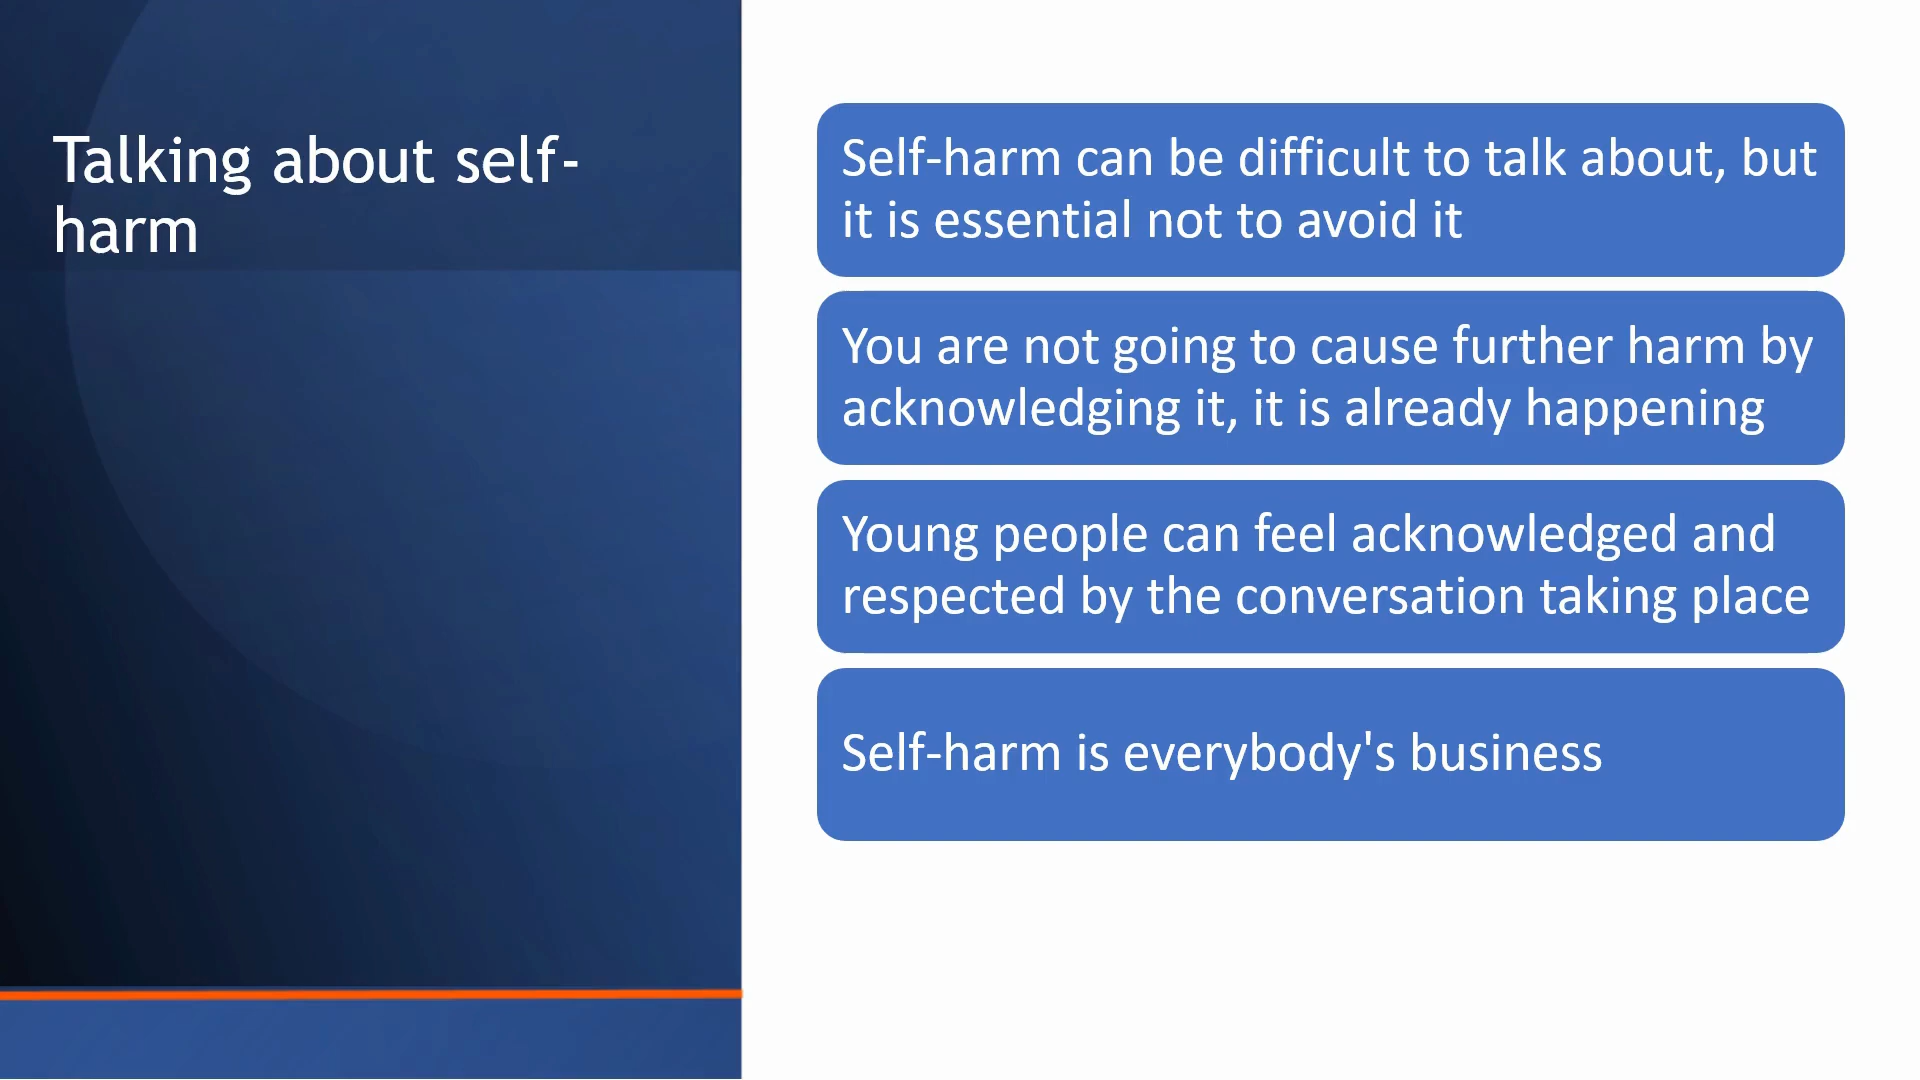 Talking about self-
harm
Self-harm can be difficult to talk about, but
it is essential not to avoid it
You are not going to cause further harm by
acknowledging it, it is already happening
Young people can feel acknowledged and
respected by the conversation taking place
Self-harm is everybody's business